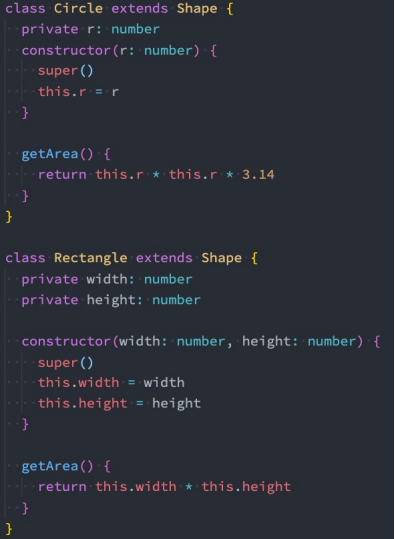 class Circle extends Shape {
  private r: number
  constructor(r: number) {
    super()
    this.r = r
  }

  getArea() {
    return this.r * this.r * 3.14
  }
}

class Rectangle extends Shape {
  private width: number
  private height: number

  constructor(width: number, height: number) {
    super()
    this.width = width
    this.height = height
  }

  getArea() {
    return this.width * this.height
  }
}